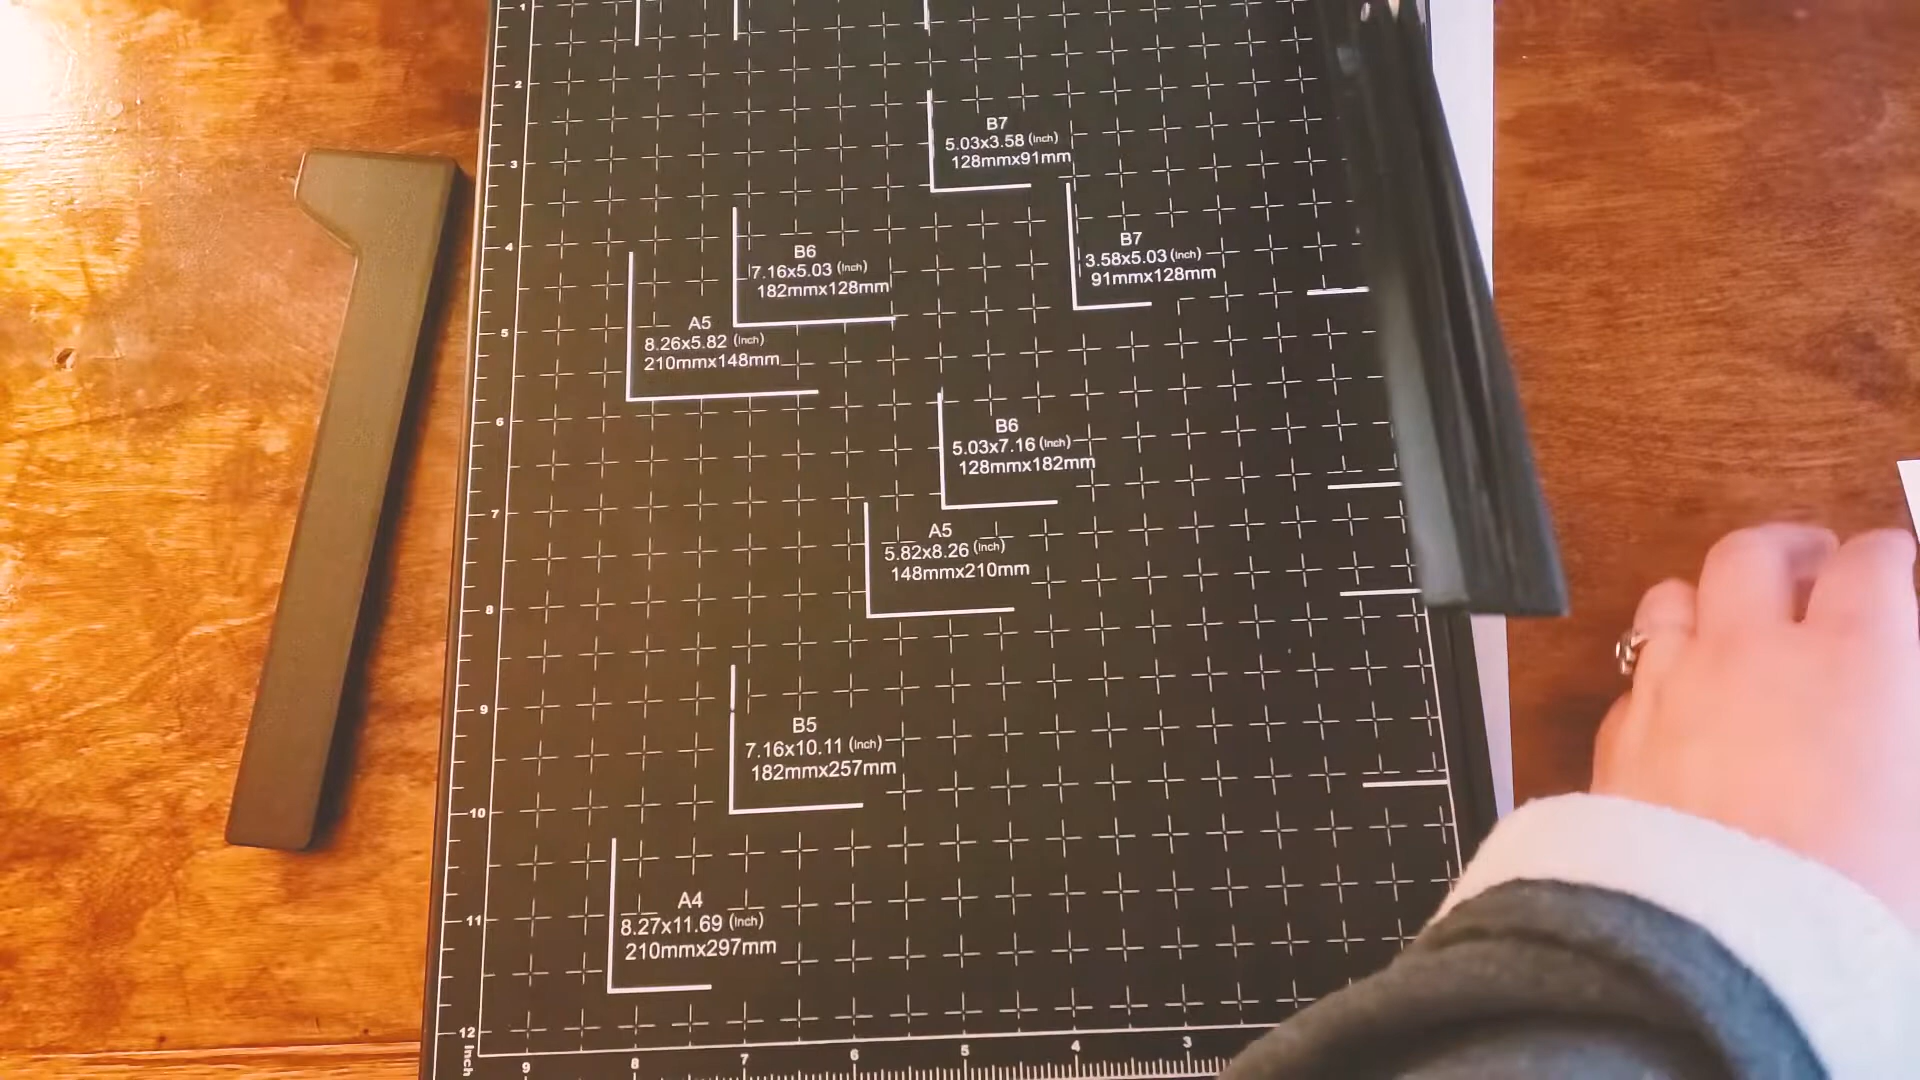 1
2
3
4
5
6
7
8
9
10
11
12
Inch
B7
5.03x3.58 (Inch)
128mmx91mm
B7
3.58x5.03 (Inch)
91mmx128mm
B6
7.16x5.03 (Inch)
182mmx128mm
A5
8.26x5.82 (Inch)
210mmx148mm
B6
5.03x7.16 (Inch)
128mmx182mm
A5
5.82x8.26 (Inch)
148mmx210mm
B5
7.16x10.11 (Inch)
182mmx257mm
A4
8.27x11.69 (Inch)
210mmx297mm
9 8 7 6 5 4 3